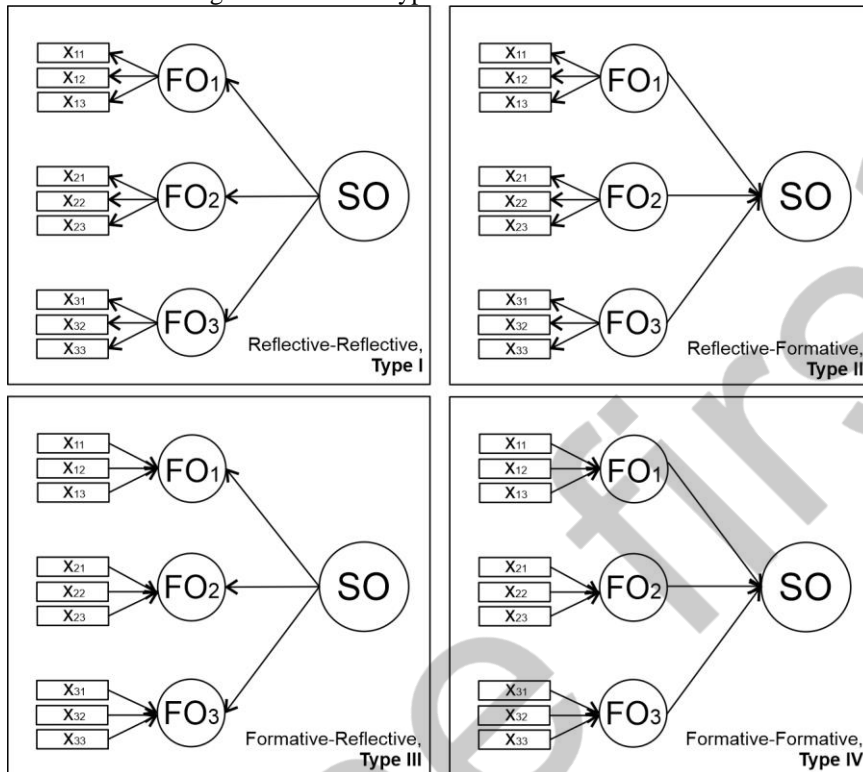 X11
X12
X13
FO1
X21
X22
X23
FO2
SO
X31
X32
X33
FO3
Reflective-Reflective,
Type I
X11
X12
X13
FO1
X21
X22
X23
FO2
SO
X31
X32
X33
FO3
Reflective-Formative,
Type II
X11
X12
X13
FO1
X21
X22
X23
FO2
SO
X31
X32
X33
FO3
Formative-Reflective,
Type III
X11
X12
X13
FO1
X21
X22
X23
FO2
SO
X31
X32
X33
FO3
Formative-Formative,
Type IV